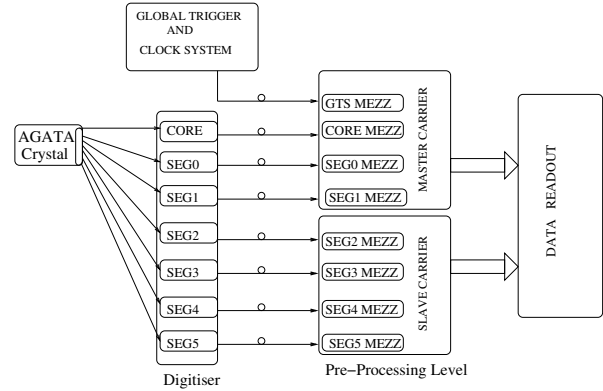 GLOBAL TRIGGER
AND
CLOCK SYSTEM
AGATA
Crystal
CORE
SEG0
SEG1
SEG2
SEG3
SEG4
SEG5
Digitiser
GTS MEZZ
CORE MEZZ
SEG0 MEZZ
SEG1 MEZZ
MASTER CARRIER
SEG2 MEZZ
SEG3 MEZZ
SEG4 MEZZ
SEG5 MEZZ
SLAVE CARRIER
Pre-Processing Level
DATA READOUT